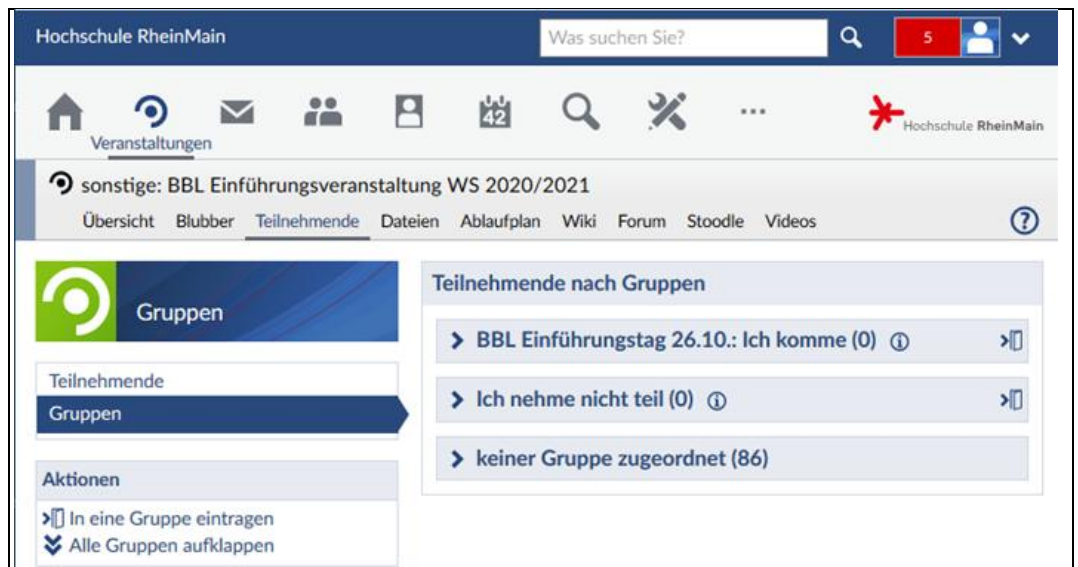 Hochschule RheinMain
Was suchen Sie?
5
42
Veranstaltungen
Hochschule RheinMain
sonstige: BBL Einführungsveranstaltung WS 2020/2021
Übersicht Blubber Teilnehmende Dateien Ablaufplan Wiki Forum Stoodle Videos
Gruppen
Teilnehmende
Gruppen
Aktionen
In eine Gruppe eintragen
Alle Gruppen aufklappen
Teilnehmende nach Gruppen
BBL Einführungstag 26.10.: Ich komme (0)
Ich nehme nicht teil (0)
keiner Gruppe zugeordnet (86)